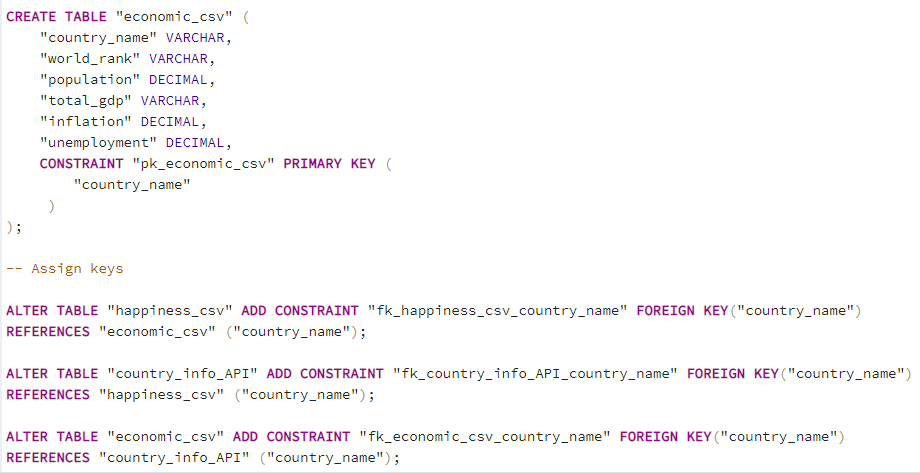 CREATE TABLE "economic_csv" (
    "country_name" VARCHAR,
    "world_rank" VARCHAR,
    "population" DECIMAL,
    "total_gdp" VARCHAR,
    "inflation" DECIMAL,
    "unemployment" DECIMAL,
    CONSTRAINT "pk_economic_csv" PRIMARY KEY (
        "country_name"
     )
);
-- Assign keys
ALTER TABLE "happiness_csv" ADD CONSTRAINT "fk_happiness_csv_country_name" FOREIGN KEY("country_name")
REFERENCES "economic_csv" ("country_name");
ALTER TABLE "country_info_API" ADD CONSTRAINT "fk_country_info_API_country_name" FOREIGN KEY("country_name")
REFERENCES "happiness_csv" ("country_name");
ALTER TABLE "economic_csv" ADD CONSTRAINT "fk_economic_csv_country_name" FOREIGN KEY("country_name")
REFERENCES "country_info_API" ("country_name");